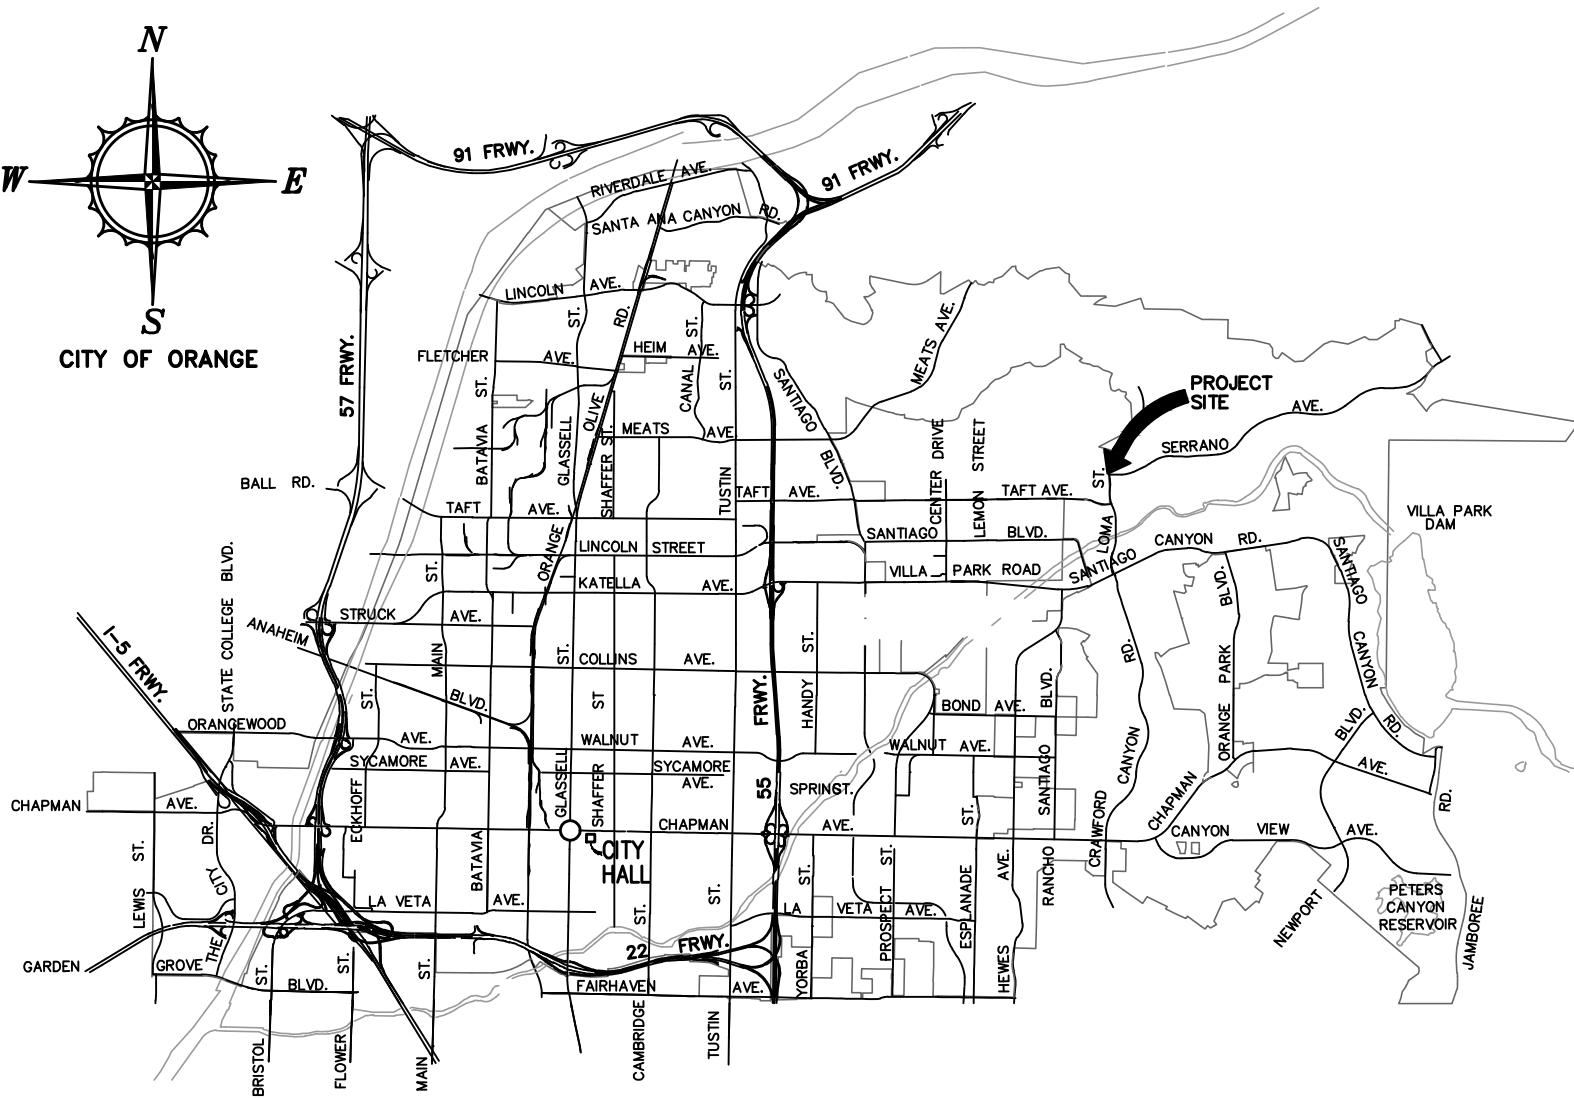 N
W
E
S
CITY OF ORANGE
91 FRWY.
91 FRWY.
57 FRWY.
RIVERDALE AVE.
SANTA ANA CANYON RD.
LINCOLN AVE.
ST.
RD.
HEIM AVE.
FLETCHER AVE.
CANAL ST.
ST.
ST.
OLIVE
SANTIAGO BLVD.
MEATS AVE.
MEATS AVE
BATAVIA
GLASSELL
SHAFFER ST.
TUSTIN
CENTER DRIVE
LEMON STREET
PROJECT
SITE
SERRANO AVE.
BALL RD.
TAFT AVE.
TAFT AVE.
TAFT AVE.
ST.
LOMA
VILLA PARK
DAM
ORANGE
LINCOLN STREET
SANTIAGO BLVD.
SANTIAGO CANYON RD.
SANTIAGO CANYON RD.
KATELLA AVE.
VILLA PARK ROAD
STATE COLLEGE BLVD.
ST.
MAIN
STRUCK AVE.
ANAHEIM BLVD.
I-5 FRWY.
ST.
COLLINS AVE.
HANDY ST.
ST.
ST
RD.
BLVD.
ORANGE PARK BLVD.
BOND AVE.
ORANGEWOOD AVE.
WALNUT AVE.
WALNUT AVE.
SYCAMORE AVE.
SYCAMORE
AVE.
FRWY.
55
SPRINGT.
ECKHOFF
GLASSELL
SHAFFER
SANTIAGO
CANYON
CRAWFORD
BLVD.
AVE.
RD.
CHAPMAN AVE.
CHAPMAN
AVE.
CHAPMAN
CANYON VIEW AVE.
CITY
HALL
LEWIS ST.
THE CITY DR.
BATAVIA
LA VETA AVE.
LA VETA AVE.
ST.
ST.
ST.
PROSPECT ST.
ESPLANADE ST.
HEWES AVE.
RANCHO
NEWPORT
PETERS
CANYON
RESERVOIR
JAMBOREE
22 FRWY.
GARDEN GROVE BLVD.
FAIRHAVEN AVE.
YORBA
ST.
ST.
ST.
BRISTOL
FLOWER
MAIN
CAMBRIDGE
TUSTIN